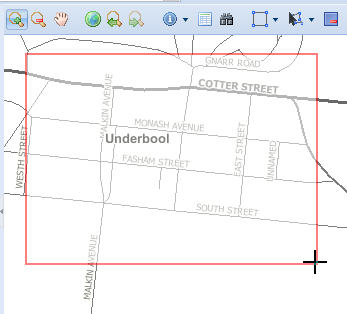 GNARR ROAD
COTTER STREET
MALKIN AVENUE
MONASH AVENUE
Underbool
EAST STREET
UNNAMED
WESTH STREET
FASHAM STREET
SOUTH STREET
MALKIN AVENUE